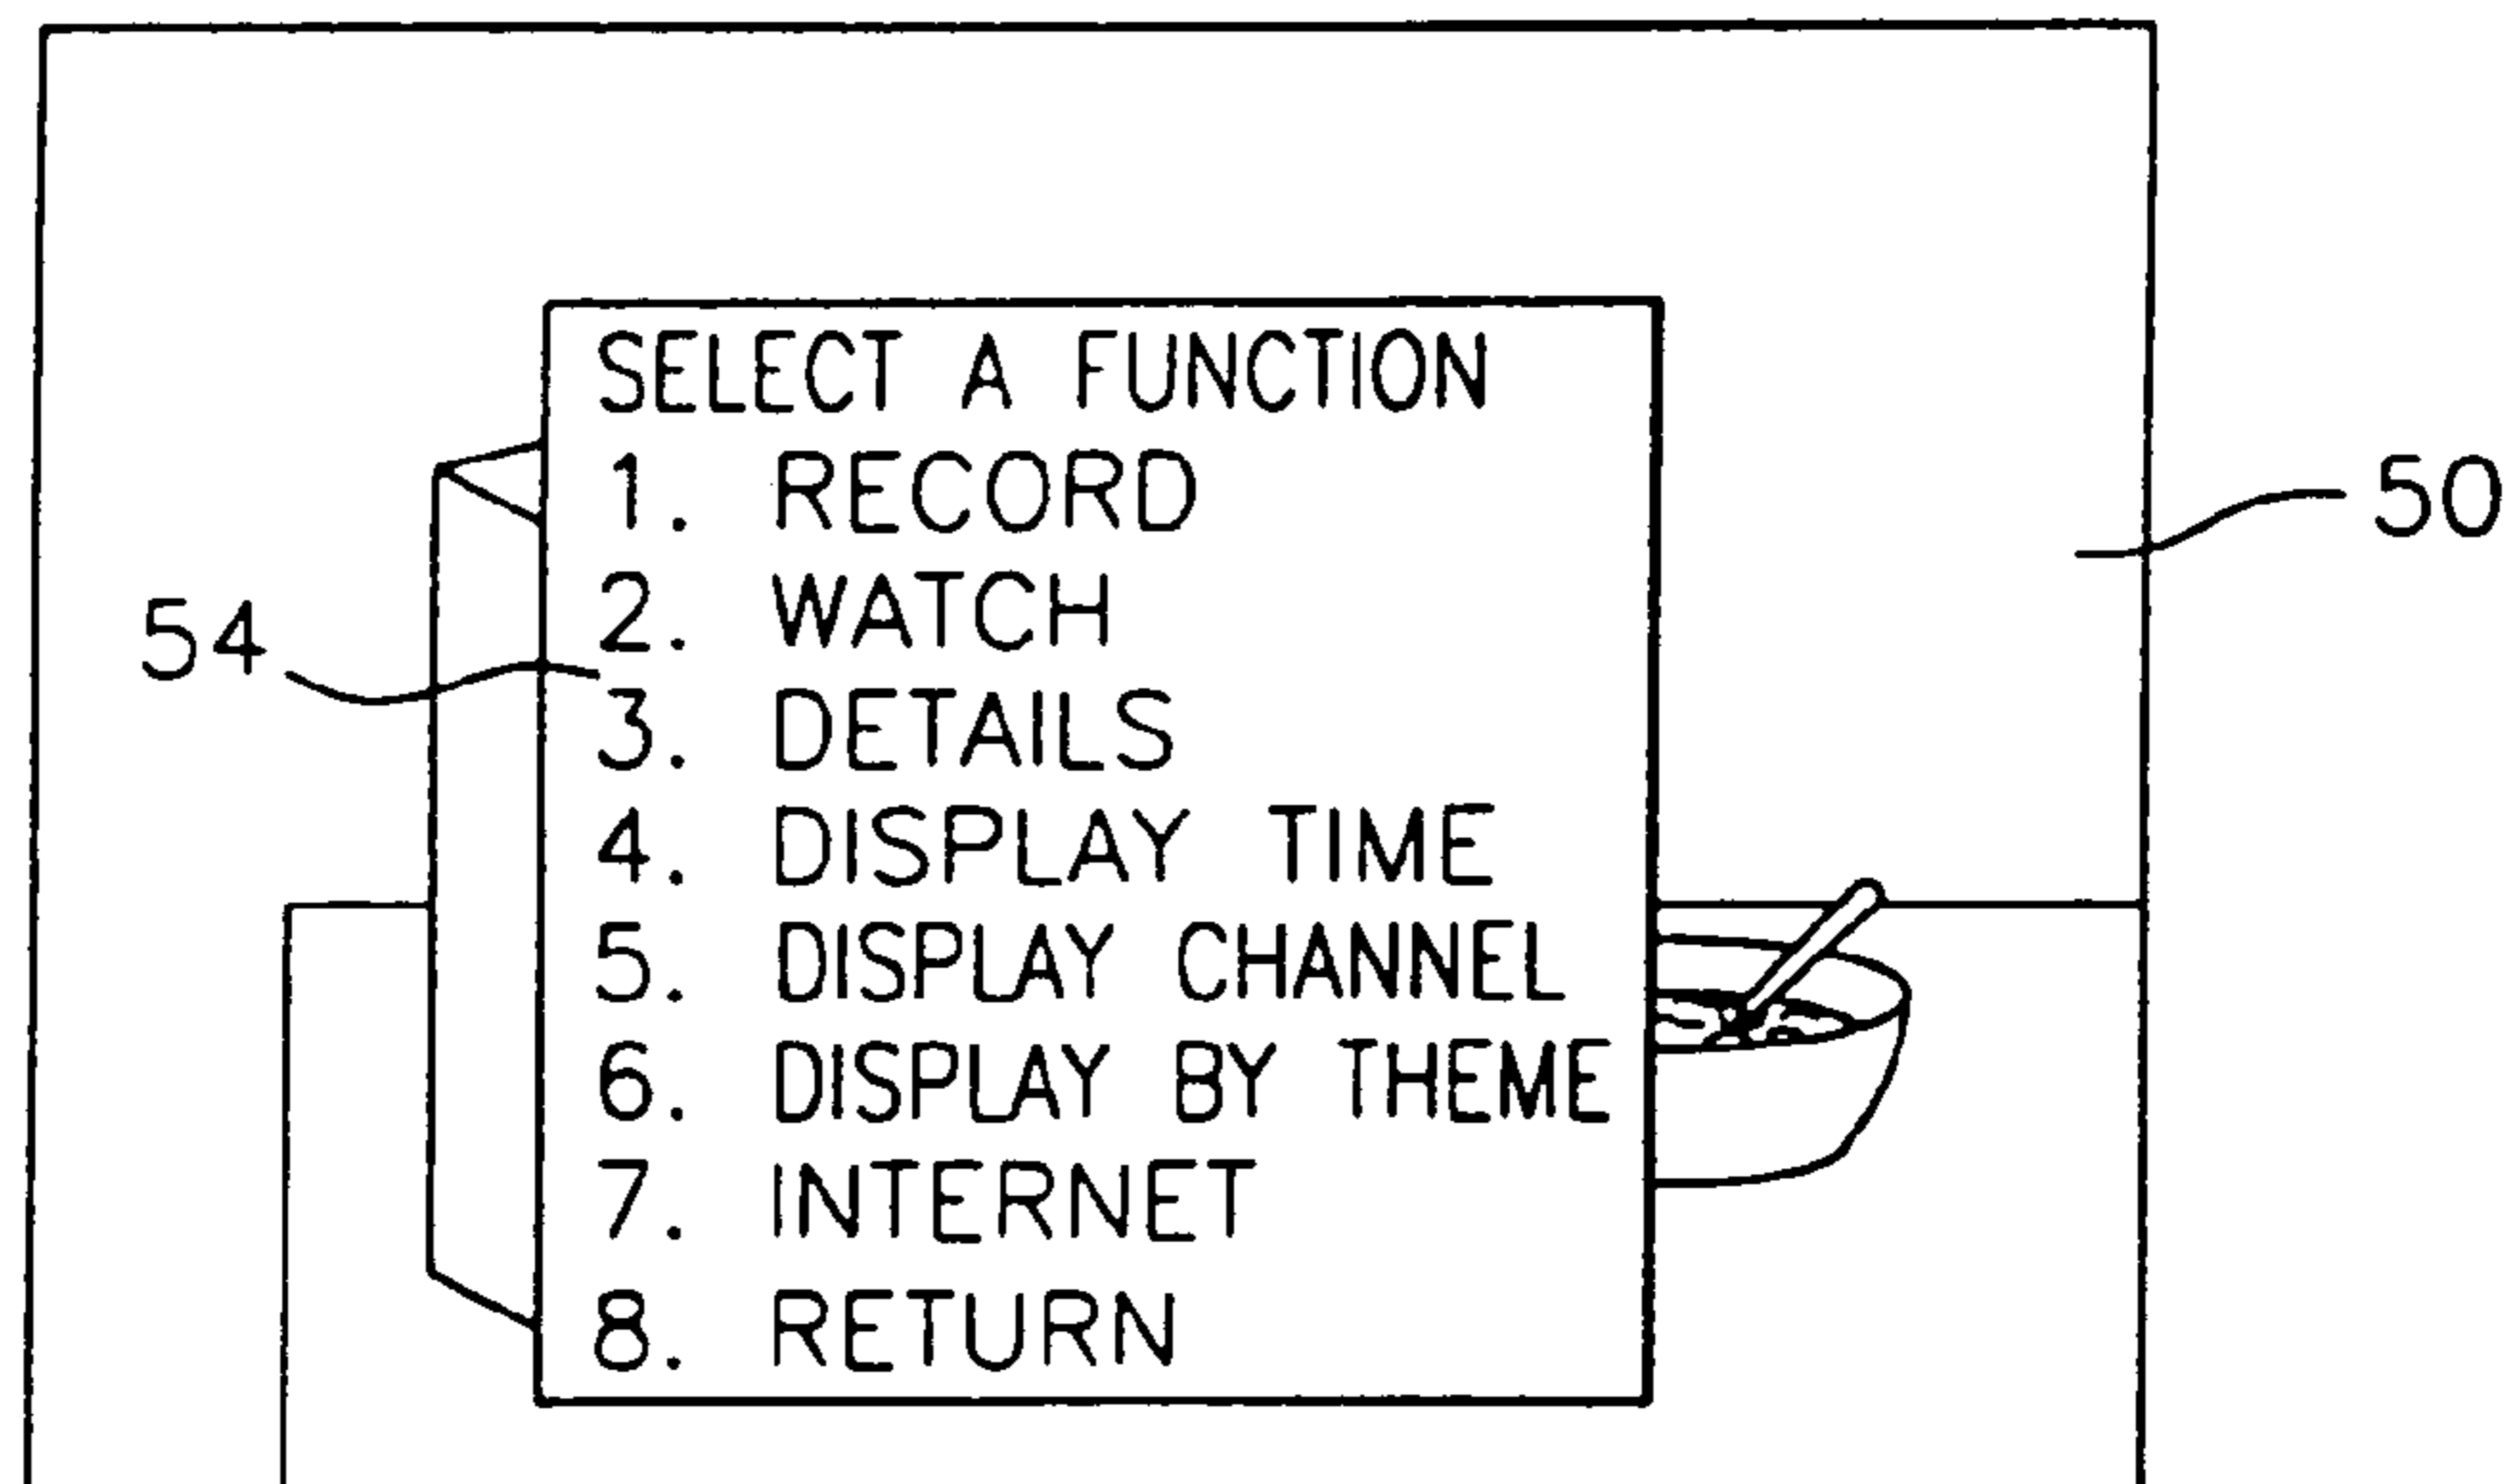 SELECT A FUNCTION
1. RECORD
2. WATCH
3. DETAILS
4. DISPLAY TIME
5. DISPLAY CHANNEL
6. DISPLAY BY THEME
7. INTERNET
8. RETURN
54
50